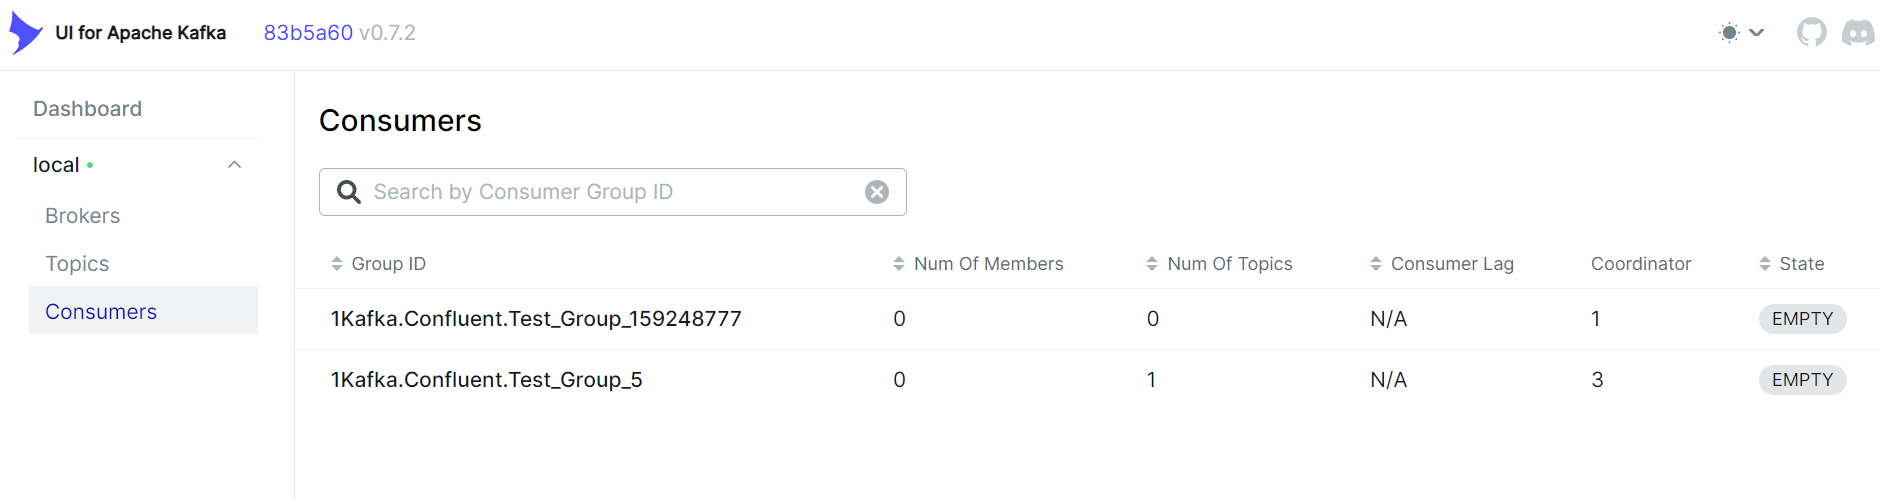 UI for Apache Kafka 83b5a60 v0.7.2
Dashboard
local
Brokers
Topics
Consumers
Consumers
Search by Consumer Group ID
Group ID Num Of Members Num Of Topics Consumer Lag Coordinator State
1Kafka.Confluent.Test_Group_159248777 0 0 N/A 1 EMPTY
1Kafka.Confluent.Test_Group_5 0 1 N/A 3 EMPTY